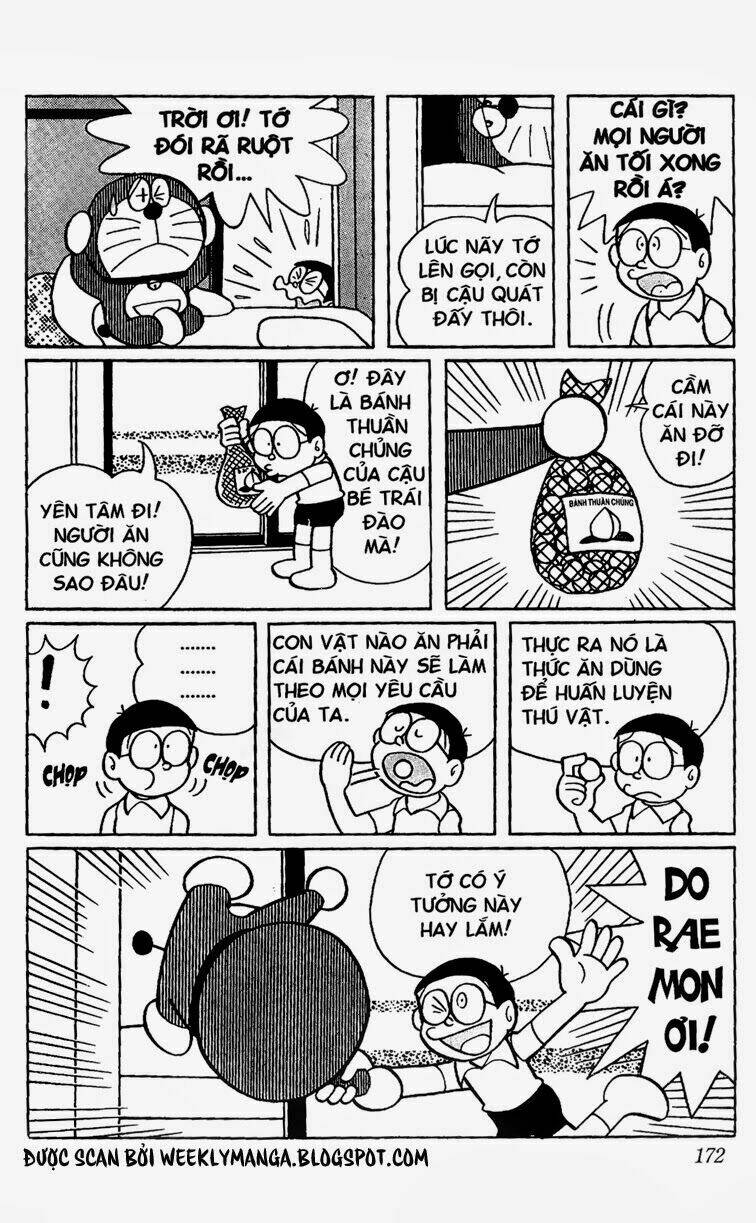 CÁI GÌ?
MỌI NGƯỜI
ĂN TỐI XONG
RỒI Á?
LÚC NÃY TỚ
LÊN GỌI, CÒN
BỊ CẬU QUÁT
ĐẤY THÔI.
TRỜI ƠI! TỚ
ĐÓI RÃ RUỘT
RỒI...
CẦM
CÁI NÀY
ĂN ĐỠ
ĐI!
BÁNH THUẦN CHỦNG
Ơ! ĐÂY
LÀ BÁNH
THUẦN
CHỦNG
CỦA CẬU
BÉ TRÁI
ĐÀO
MÀ!
YÊN TÂM ĐI!
NGƯỜI ĂN
CŨNG KHÔNG
SAO ĐÂU!
THỰC RA NÓ LÀ
THỨC ĂN DÙNG
ĐỂ HUẤN LUYỆN
THÚ VẬT.
CON VẬT NÀO ĂN PHẢI
CÁI BÁNH NÀY SẼ LÀM
THEO MỌI YÊU CẦU
CỦA TA.
.......
.......
.......
CHỌP
CHỌP
!
DO
RAE
MON
ƠI!
TỚ CÓ Ý
TƯỞNG NÀY
HAY LẮM!
ĐƯỢC SCAN BỞI WEEKLYMANGA.BLOGSPOT.COM
172